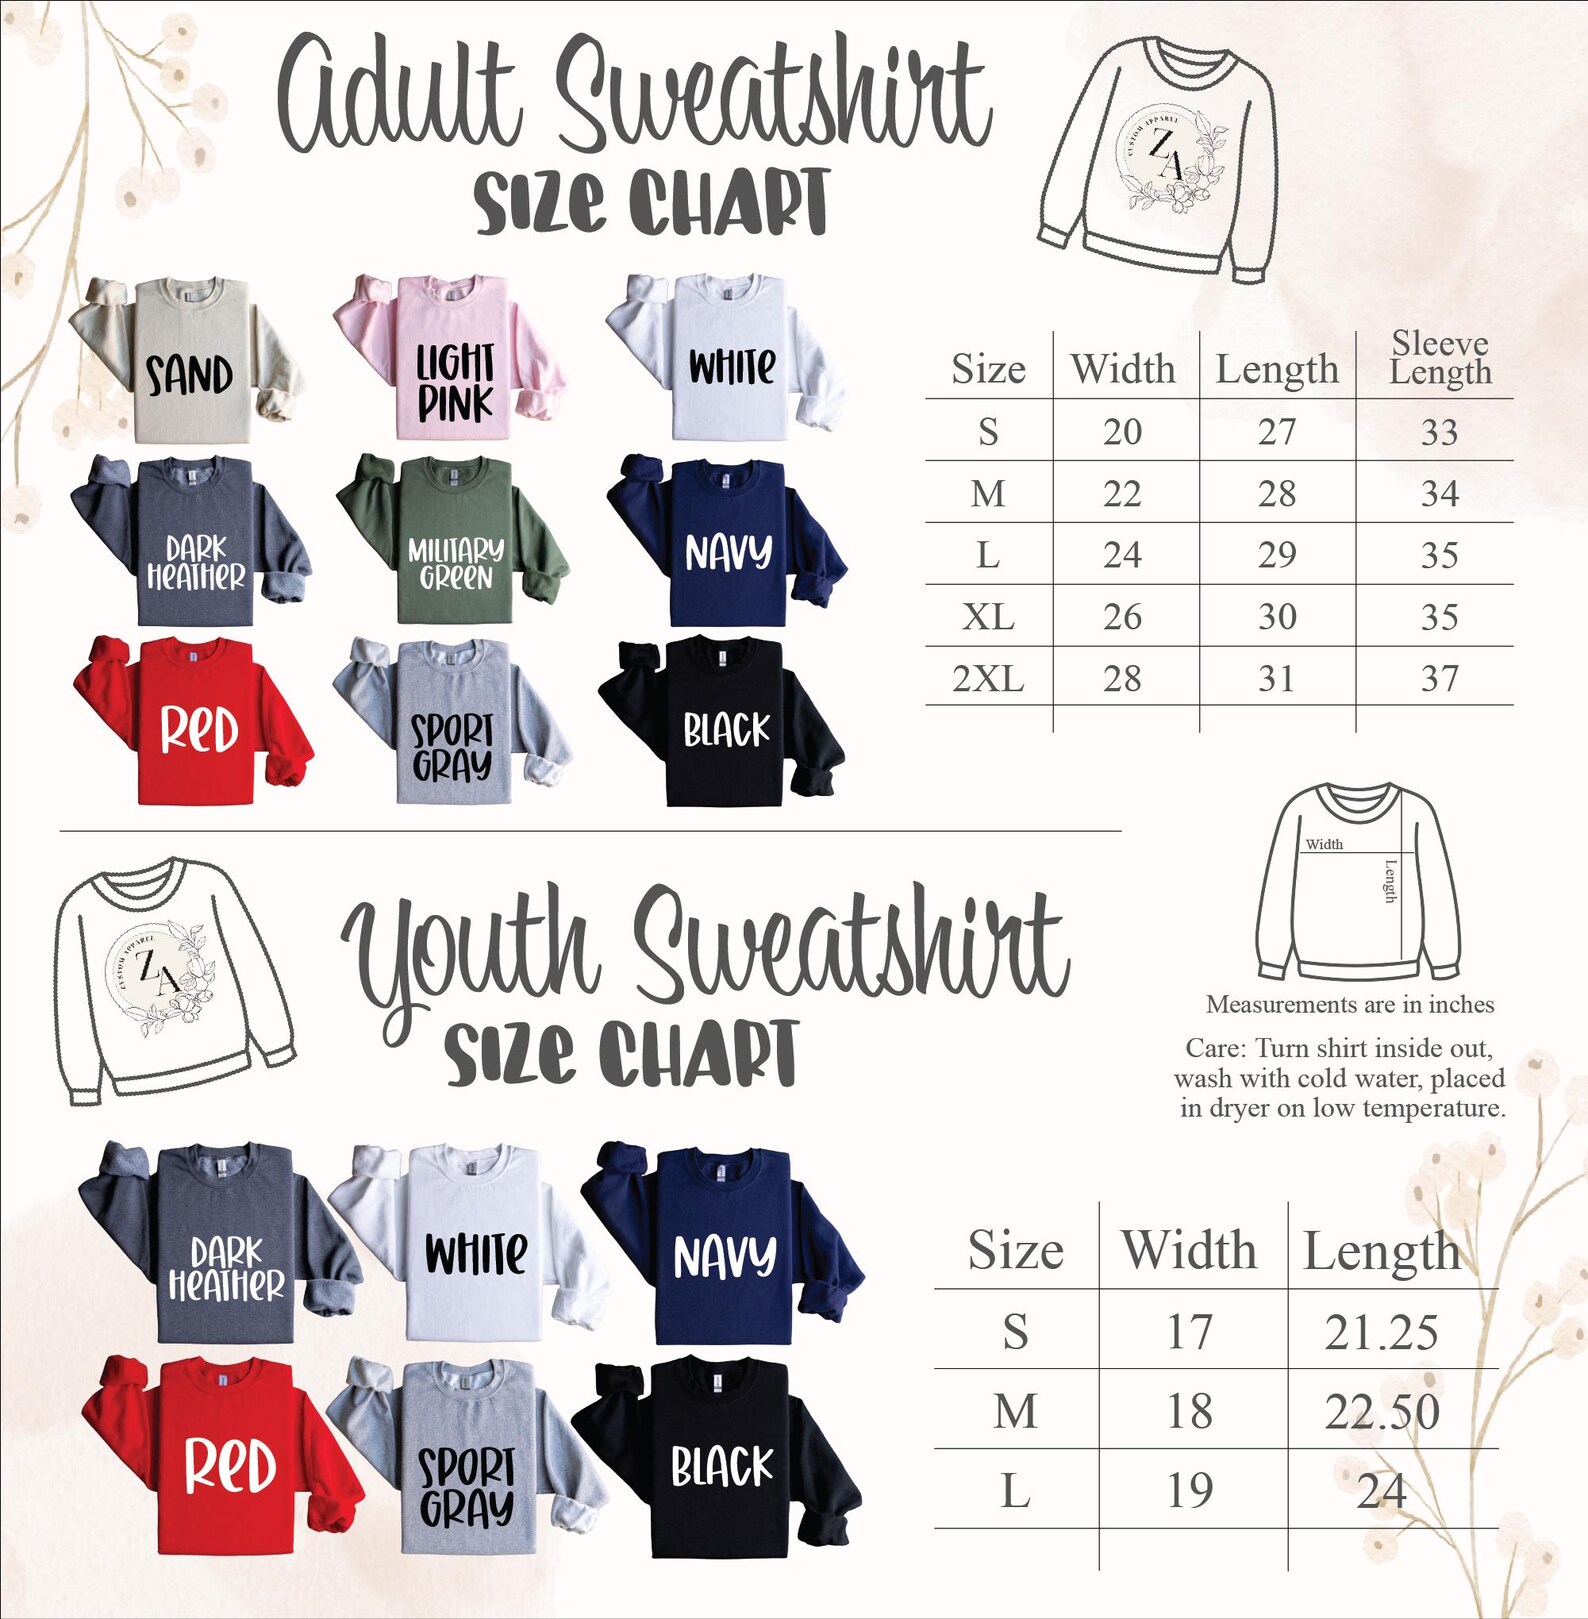 Adult Sweatshirt
SIZE CHART
CUSTOM APPAREL
Z
A
SAND
LIGHT
PINK
WHITE
DARK
HEATHER
MILITARY
GREEN
NAVY
RED
SPORT
GRAY
BLACK
Size Width Length Sleeve Length
S 20 27 33
M 22 28 34
L 24 29 35
XL 26 30 35
2XL 28 31 37
Width
Length
Measurements are in inches
Care: Turn shirt inside out,
wash with cold water, placed
in dryer on low temperature.
CUSTOM APPAREL
Z
A
Youth Sweatshirt
SIZE CHART
DARK
HEATHER
WHITE
NAVY
RED
SPORT
GRAY
BLACK
Size Width Length
S 17 21.25
M 18 22.50
L 19 24